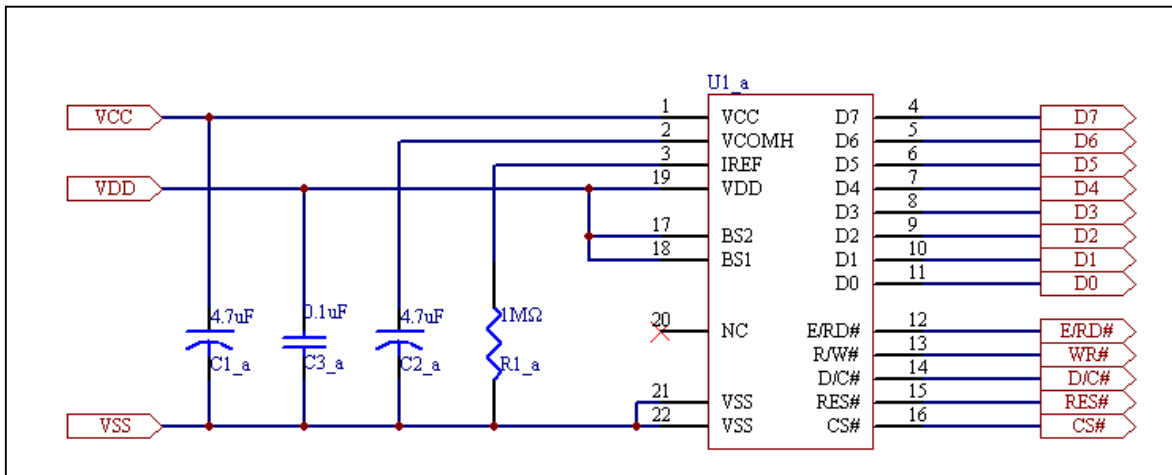 U1_a
VCC 1 VCC D7 4 D7
2 VCOMH D6 5 D6
3 IREF D5 6 D5
VDD 19 VDD D4 7 D4
D3 8 D3
17 BS2 D2 9 D2
18 BS1 D1 10 D1
D0 11 D0
4.7uF 0.1uF 4.7uF 1MΩ 20 NC E/RD# 12 E/RD#
R/W# 13 WR#
C1_a C3_a C2_a R1_a D/C# 14 D/C#
21 VSS RES# 15 RES#
VSS 22 VSS CS# 16 CS#